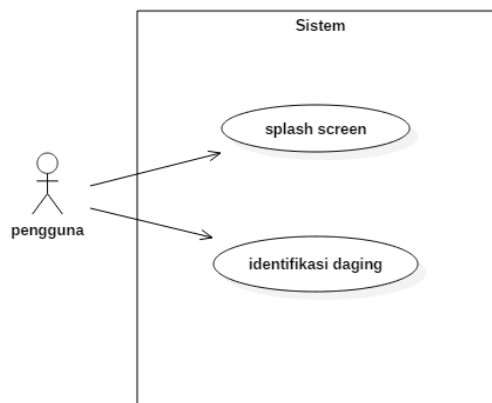 Sistem
splash screen
pengguna
identifikasi daging